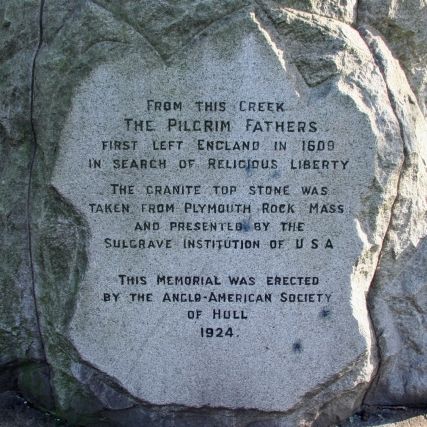 From this Creek
The Pilgrim Fathers
first left England in 1609
in search of Religious Liberty
The granite top stone was
taken from Plymouth Rock Mass
and presented by the
Sulgrave Institution of U S A
This Memorial was erected
by the Anglo-American Society
of Hull
1924.